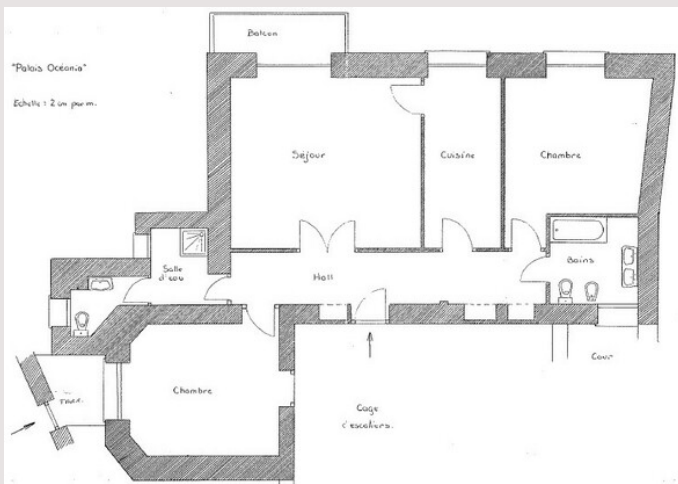 Balcon
"Palais Océania"
Echelle : 2 cm par m.
Séjour
Cuisine
Chambre
Salle
d'eau
Bains
Hall
Chambre
Cour
Cage
d'escaliers.